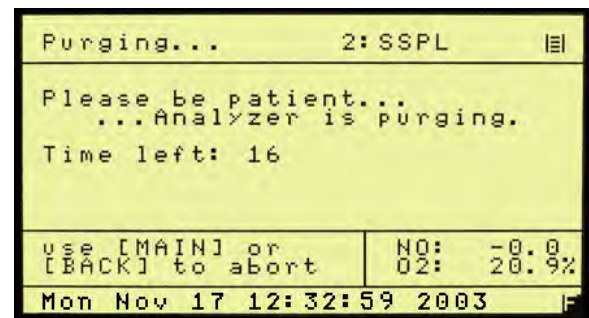 Purging... 2:SSPL
Please be patient...
...Analyzer is purging.
Time left: 16
use [MAIN] or
[BACK] to abort
NO: -0.0
O2: 20.9%
Mon Nov 17 12:32:59 2003